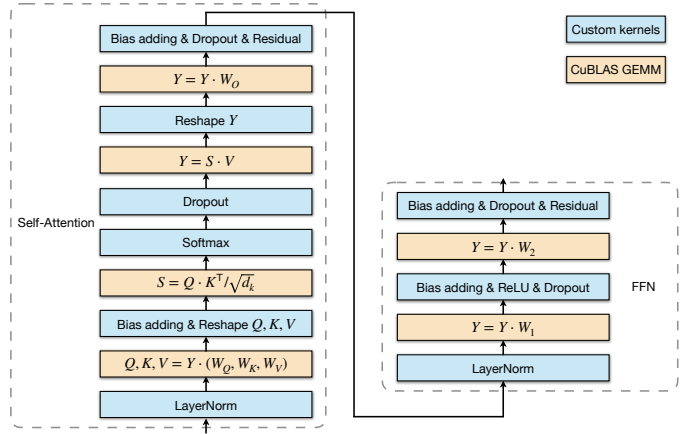 Bias adding & Dropout & Residual
Y = Y · W_O
Reshape Y
Y = S · V
Dropout
Self-Attention
Softmax
S = Q · K^T/√d_k
Bias adding & Reshape Q, K, V
Q, K, V = Y · (W_Q, W_K, W_V)
LayerNorm
Custom kernels
CuBLAS GEMM
Bias adding & Dropout & Residual
Y = Y · W_2
Bias adding & ReLU & Dropout
FFN
Y = Y · W_1
LayerNorm